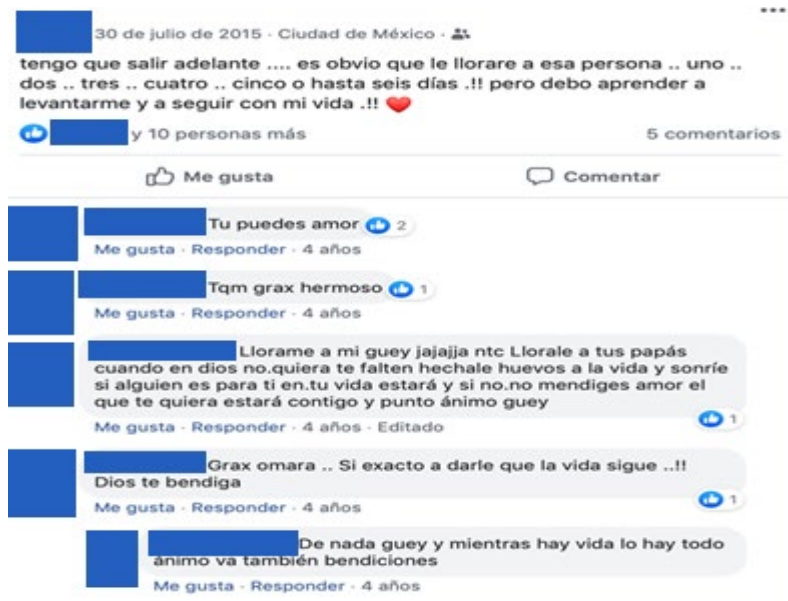 30 de julio de 2015 · Ciudad de México ·
tengo que salir adelante .... es obvio que le llorare a esa persona .. uno ..
dos .. tres .. cuatro .. cinco o hasta seis días .!! pero debo aprender a
levantarme y a seguir con mi vida .!! ❤️
y 10 personas más 5 comentarios
Me gusta Comentar
Tu puedes amor 2
Me gusta · Responder · 4 años
Tqm grax hermoso 1
Me gusta · Responder · 4 años
Llorame a mi guey jajajja ntc Llorale a tus papás
cuando en dios no.quiera te falten hechale huevos a la vida y sonríe
si alguien es para ti en.tu vida estará y si no.no mendiges amor el
que te quiera estará contigo y punto ánimo guey
1
Me gusta · Responder · 4 años · Editado
Grax omara .. Si exacto a darle que la vida sigue ..!!
Dios te bendiga
1
Me gusta · Responder · 4 años
De nada guey y mientras hay vida lo hay todo
ánimo va también bendiciones
Me gusta · Responder · 4 años